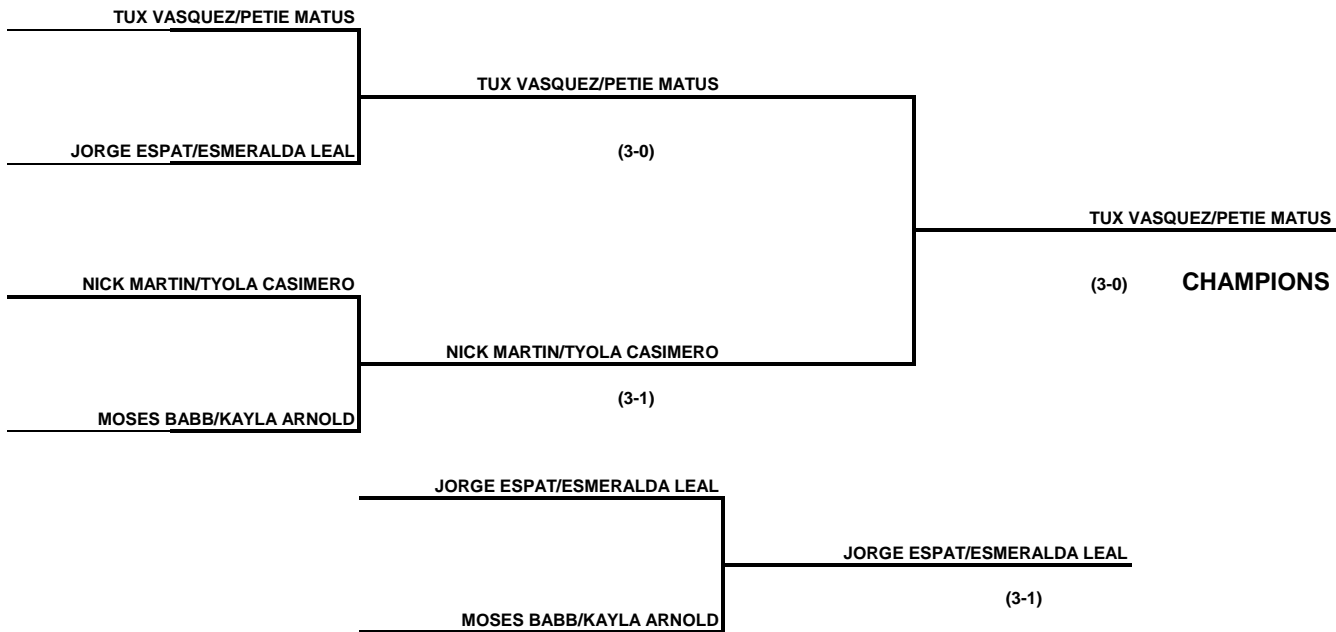 TUX VASQUEZ/PETIE MATUS
TUX VASQUEZ/PETIE MATUS
JORGE ESPAT/ESMERALDA LEAL
(3-0)
TUX VASQUEZ/PETIE MATUS
NICK MARTIN/TYOLA CASIMERO
(3-0) CHAMPIONS
NICK MARTIN/TYOLA CASIMERO
(3-1)
MOSES BABB/KAYLA ARNOLD
JORGE ESPAT/ESMERALDA LEAL
JORGE ESPAT/ESMERALDA LEAL
(3-1)
MOSES BABB/KAYLA ARNOLD